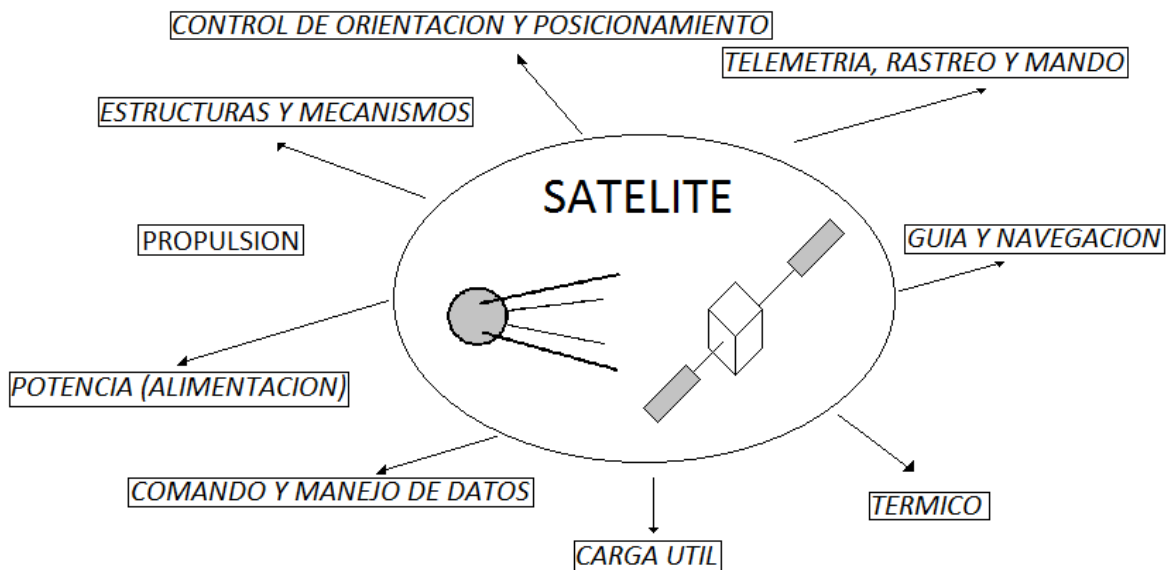 CONTROL DE ORIENTACION Y POSICIONAMIENTO
TELEMETRIA, RASTREO Y MANDO
ESTRUCTURAS Y MECANISMOS
SATELITE
PROPULSION
GUIA Y NAVEGACION
POTENCIA (ALIMENTACION)
COMANDO Y MANEJO DE DATOS
TERMICO
CARGA UTIL